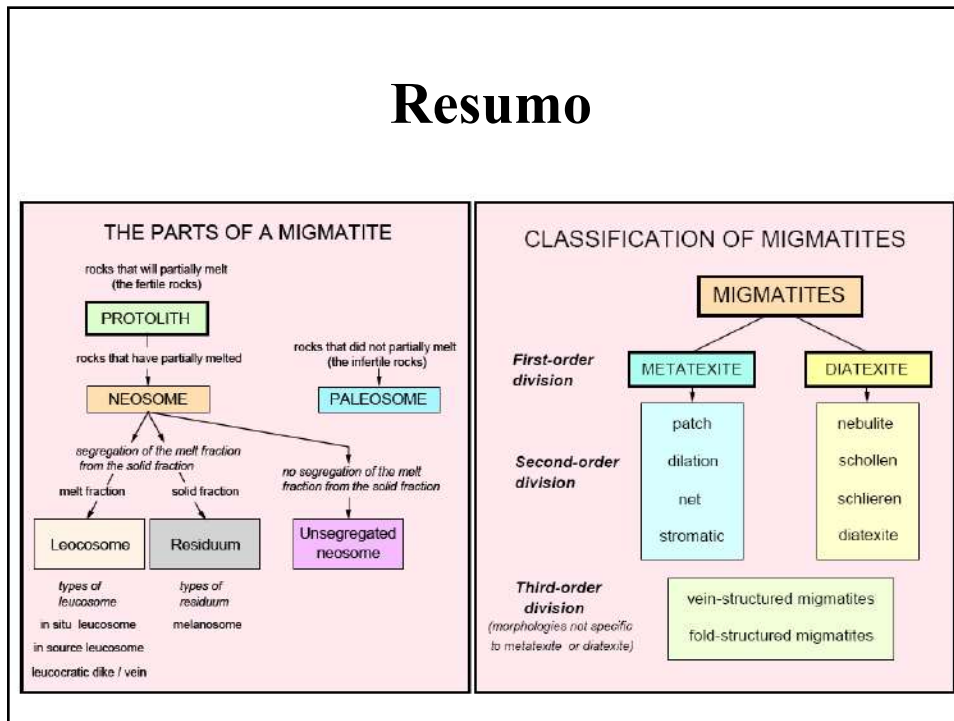 Resumo
THE PARTS OF A MIGMATITE
rocks that will partially melt
(the fertile rocks)
PROTOLITH
rocks that have partially melted
rocks that did not partially melt
(the infertile rocks)
NEOSOME
PALEOSOME
segregation of the melt fraction
from the solid fraction
no segregation of the melt
fraction from the solid fraction
melt fraction
solid fraction
Leocosome
Residuum
Unsegregated
neosome
types of
leucosome
in situ leucosome
in source leucosome
leucocratic dike / vein
types of
residuum
melanosome
CLASSIFICATION OF MIGMATITES
MIGMATITES
First-order
division
METATEXITE
DIATEXITE
Second-order
division
patch
dilation
net
stromatic
nebulite
schollen
schlieren
diatexite
Third-order
division
(morphologies not specific
to metatexite or diatexite)
vein-structured migmatites
fold-structured migmatites